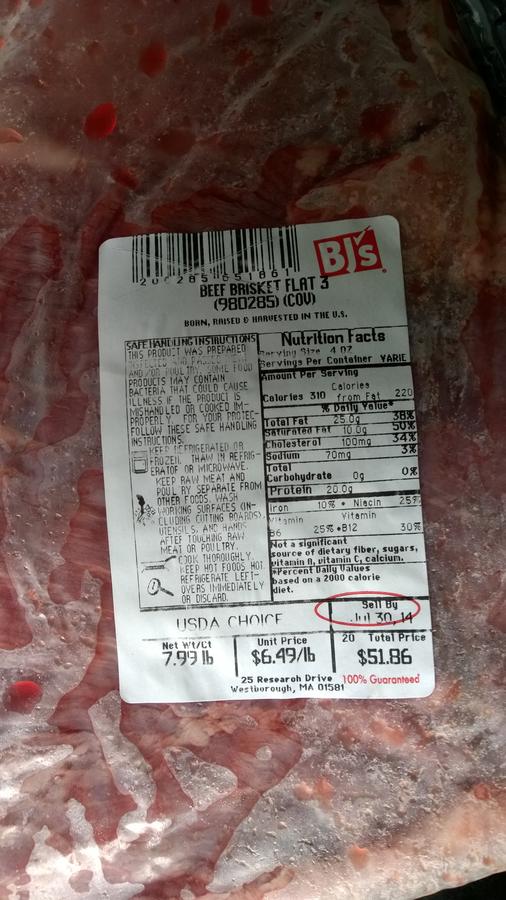 BJ's
BEEF BRISKET FLAT 3
(980285) (COV)
BORN, RAISED & HARVESTED IN THE U.S.
SAFE HANDLING INSTRUCTIONS
THIS PRODUCT WAS PREPARED
AND/OR POULTRY. SOME FOOD
PRODUCTS MAY CONTAIN
BACTERIA THAT COULD CAUSE
ILLNESS IF THE PRODUCT IS
MISHANDLED OR COOKED IM-
PROPERLY. FOR YOUR PROTEC-
FOLLOW THESE SAFE HANDLING
INSTRUCTIONS.
KEEP REFRIGERATED OR
FROZEN. THAW IN REFRIG-
ERATOR OR MICROWAVE.
KEEP RAW MEAT AND
POULRY SEPARATE FROM
OTHER FOODS. WASH
WORKING SURFACES (IN-
CLUDING CUTTING BOARDS),
UTENSILS, AND HANDS
AFTER TOUCHING RAW
MEAT OR POULTRY.
COOK THOROUGHLY.
KEEP HOT FOODS HOT.
REFRIGERATE LEFT-
OVERS IMMEDIATELY
OR DISCARD.
Nutrition Facts
Serving Size 4 OZ
Servings Per Container VARIE
Amount Per Serving
Calories
Calories 310 from Fat 220
% Daily Value*
Total Fat 25.0g 38%
Saturated Fat 10.0g 50%
Cholesterol 100mg 34%
Sodium 70mg 3%
Total
Carbohydrate 0g 0%
Protein 20.0g
Iron 10% • Niacin 25%
Vitamin Vitamin
B6 25% •B12 30%
Not a significant
source of dietary fiber, sugars,
vitamin A, vitamin C, calcium.
*Percent Daily Values
based on a 2000 calorie
diet.
USDA CHOICE
Sell By
Jul 30, 14
Net Wt/Ct Unit Price 20 Total Price
7.99 lb $6.49/lb $51.86
25 Research Drive 100% Guaranteed
Westborough, MA 01581